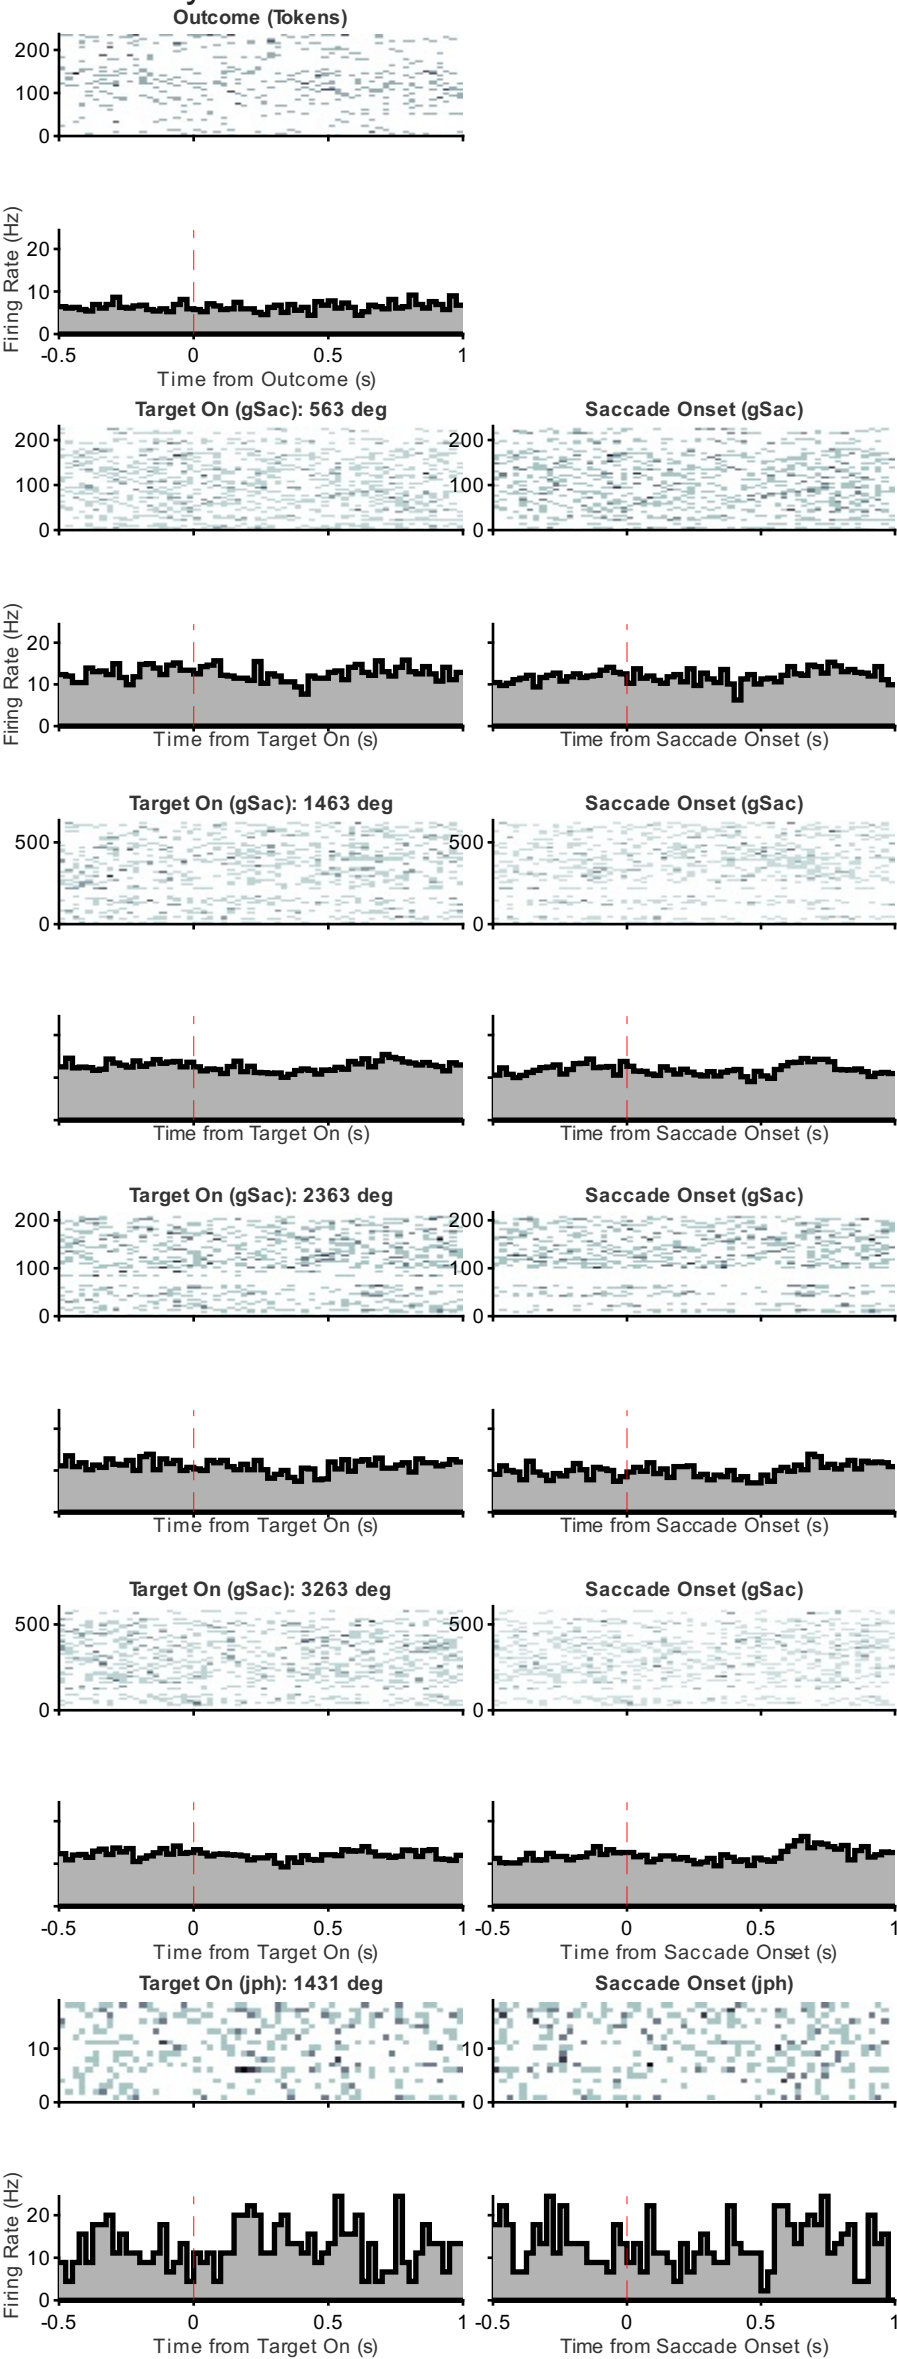 Outcome (Tokens)
200
100
0
Firing Rate (Hz)
20
10
0
-0.5 0 0.5 1
Time from Outcome (s)
Target On (gSac): 563 deg Saccade Onset (gSac)
200 200
100 100
0 0
Firing Rate (Hz)
20
10
0
Time from Target On (s) Time from Saccade Onset (s)
Target On (gSac): 1463 deg Saccade Onset (gSac)
500 500
0 0
Time from Target On (s) Time from Saccade Onset (s)
Target On (gSac): 2363 deg Saccade Onset (gSac)
200 200
100 100
0 0
Time from Target On (s) Time from Saccade Onset (s)
Target On (gSac): 3263 deg Saccade Onset (gSac)
500 500
0 0
-0.5 0 0.5 1 -0.5 0 0.5 1
Time from Target On (s) Time from Saccade Onset (s)
Target On (jph): 1431 deg Saccade Onset (jph)
10 10
0 0
Firing Rate (Hz)
20
10
0
-0.5 0 0.5 1 -0.5 0 0.5 1
Time from Target On (s) Time from Saccade Onset (s)